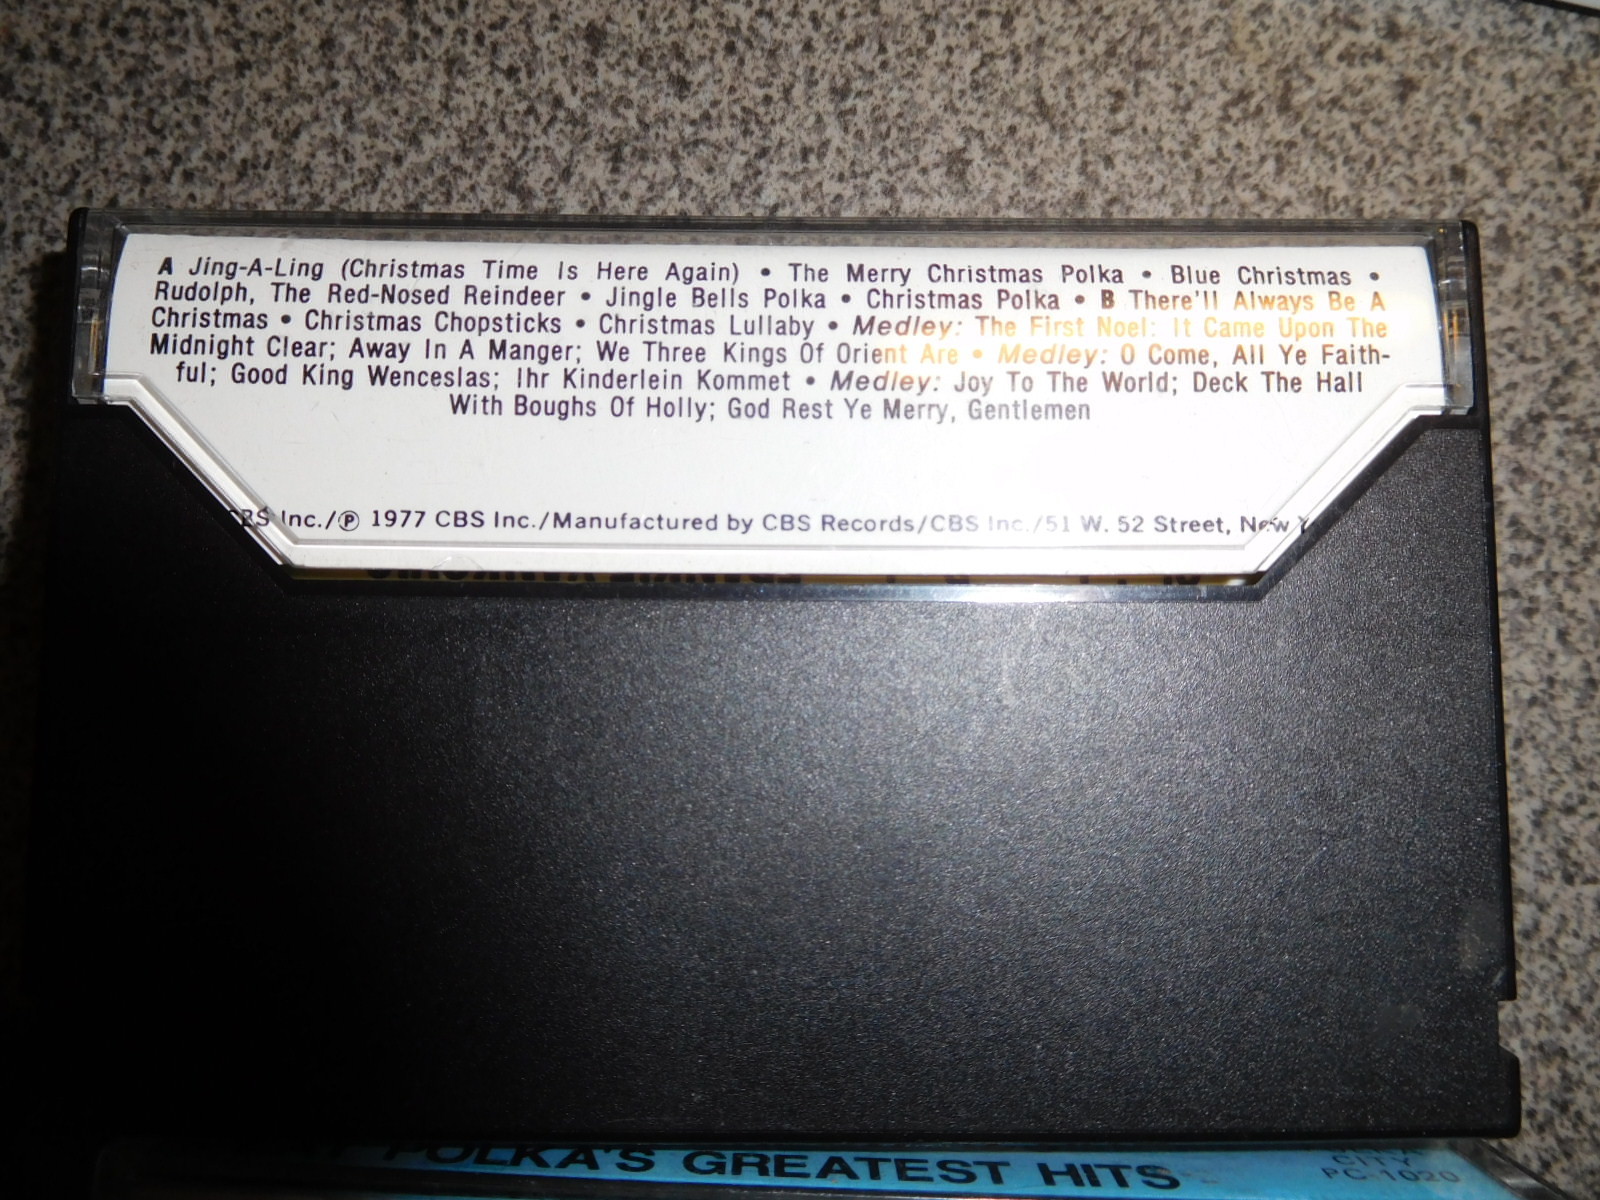 A Jing-A-Ling (Christmas Time Is Here Again) • The Merry Christmas Polka • Blue Christmas •
Rudolph, The Red-Nosed Reindeer • Jingle Bells Polka • Christmas Polka • B There'll Always Be A
Christmas • Christmas Chopsticks • Christmas Lullaby • Medley: The First Noel: It Came Upon The
Midnight Clear; Away In A Manger; We Three Kings Of Orient Are • Medley: O Come, All Ye Faith-
ful; Good King Wenceslas; Ihr Kinderlein Kommet • Medley: Joy To The World; Deck The Hall
With Boughs Of Holly; God Rest Ye Merry, Gentlemen
CBS Inc./℗ 1977 CBS Inc./Manufactured by CBS Records/CBS Inc./51 W. 52 Street, New
POLKA'S GREATEST HITS
CITY
PC-1020